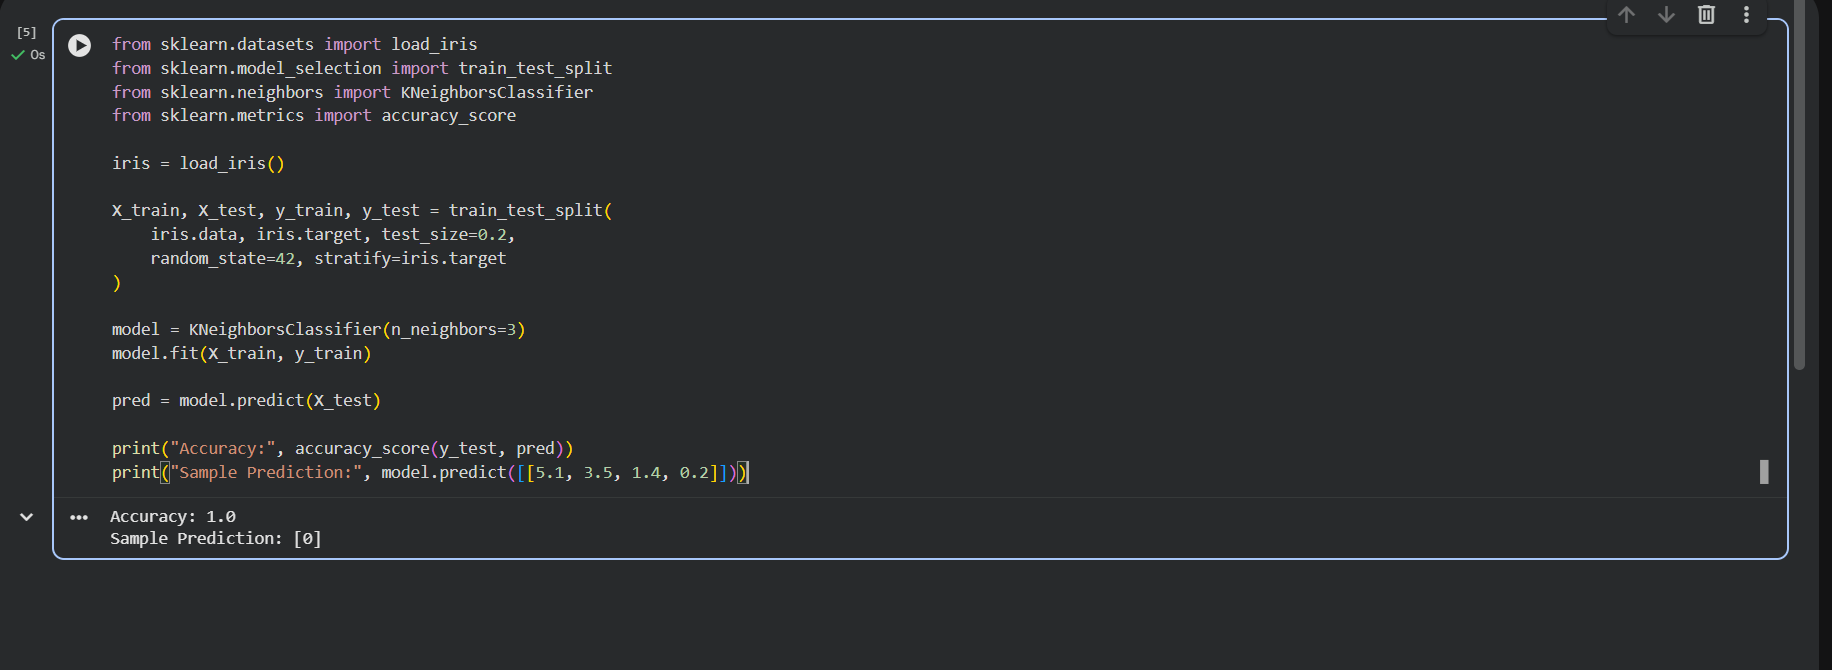 [5]
0s
from sklearn.datasets import load_iris
from sklearn.model_selection import train_test_split
from sklearn.neighbors import KNeighborsClassifier
from sklearn.metrics import accuracy_score
iris = load_iris()
X_train, X_test, y_train, y_test = train_test_split(
    iris.data, iris.target, test_size=0.2,
    random_state=42, stratify=iris.target
)
model = KNeighborsClassifier(n_neighbors=3)
model.fit(X_train, y_train)
pred = model.predict(X_test)
print("Accuracy:", accuracy_score(y_test, pred))
print("Sample Prediction:", model.predict([[5.1, 3.5, 1.4, 0.2]]))
Accuracy: 1.0
Sample Prediction: [0]